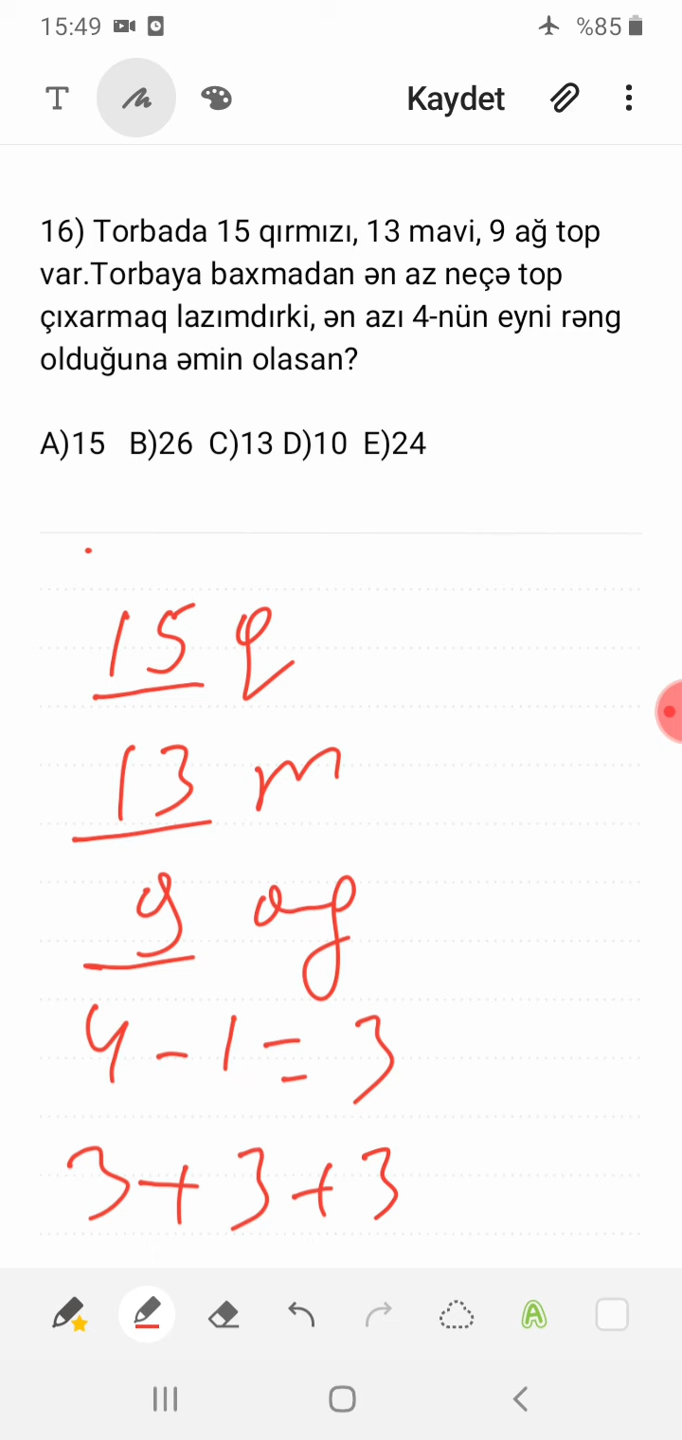 15:49 %85
T Kaydet
16) Torbada 15 qırmızı, 13 mavi, 9 ağ top
var.Torbaya baxmadan ən az neçə top
çıxarmaq lazımdırki, ən azı 4-nün eyni rəng
olduğuna əmin olasan?
A)15 B)26 C)13 D)10 E)24
15 q
13 m
9 ag
4 - 1 = 3
3 + 3 + 3
A